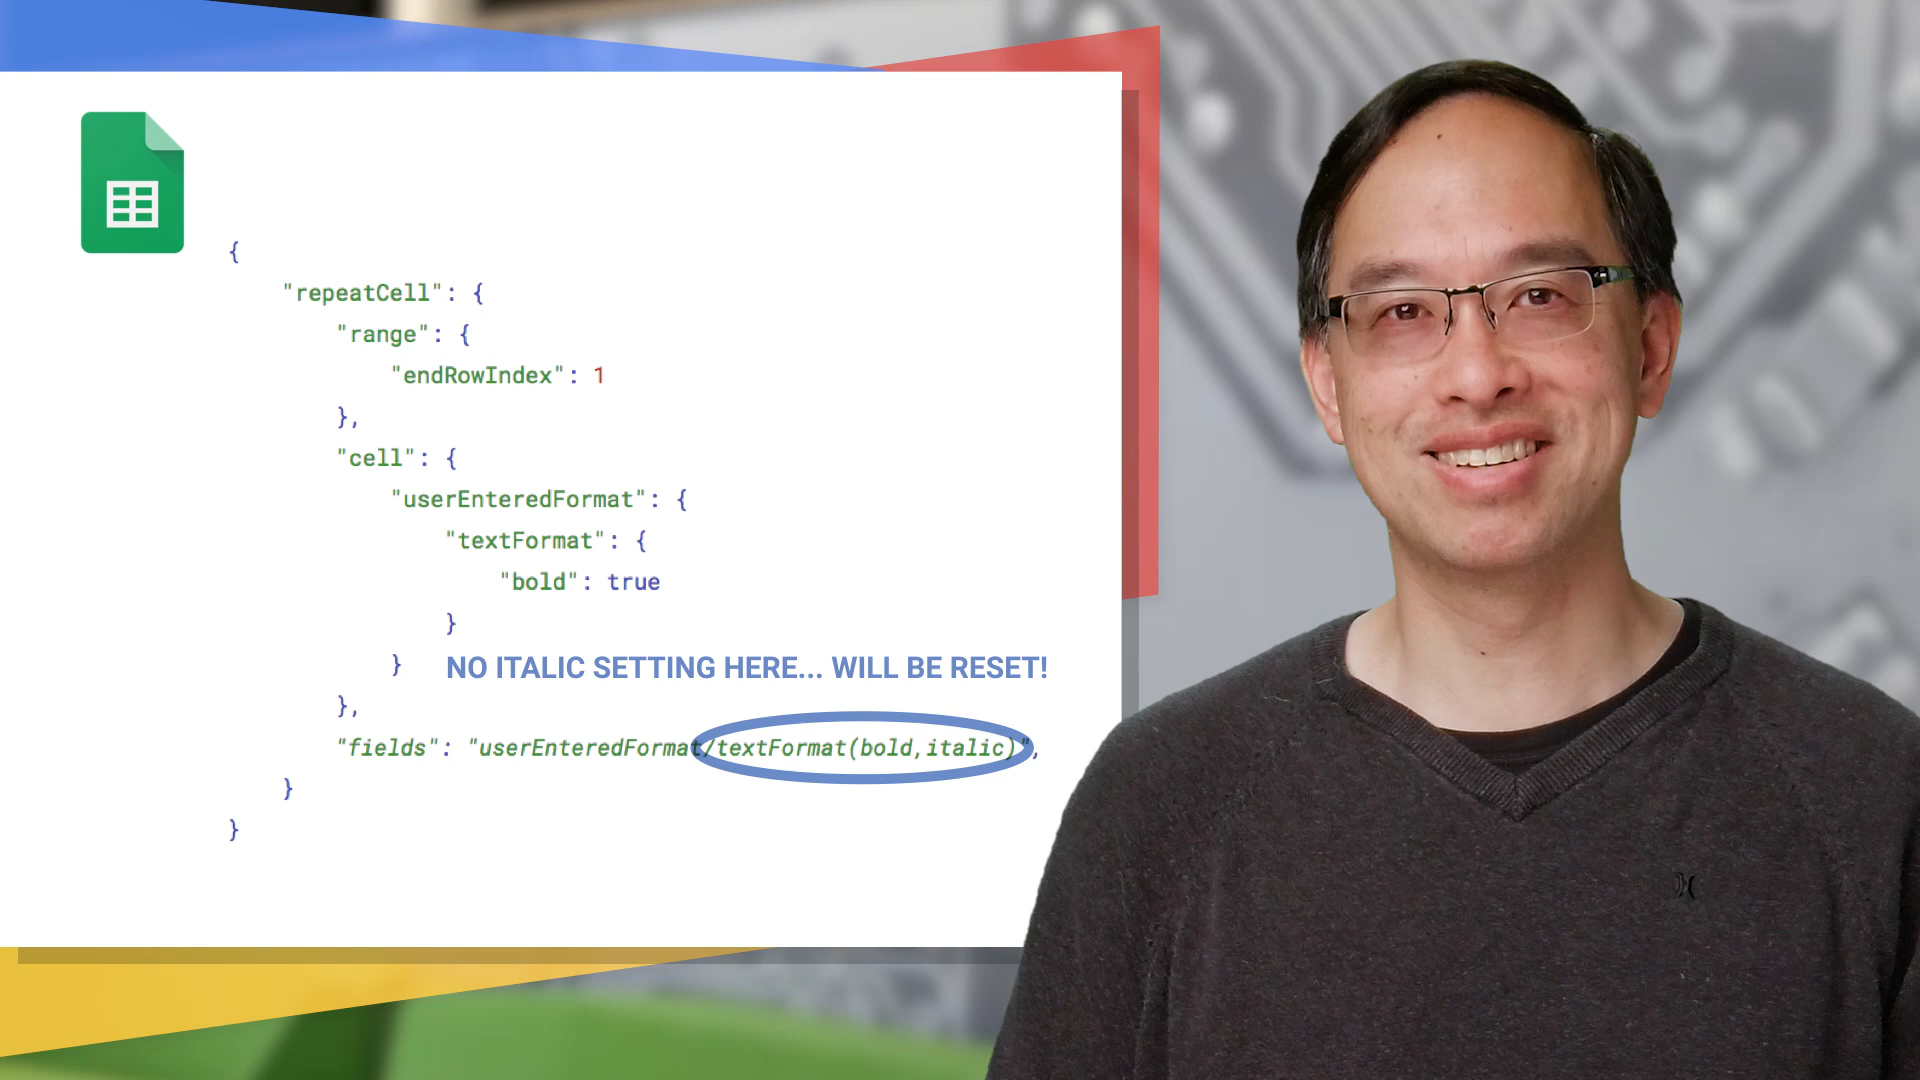 {
"repeatCell": {
"range": {
"endRowIndex": 1
},
"cell": {
"userEnteredFormat": {
"textFormat": {
"bold": true
}
} NO ITALIC SETTING HERE... WILL BE RESET!
},
"fields": "userEnteredFormat/textFormat(bold,italic)",
}
}